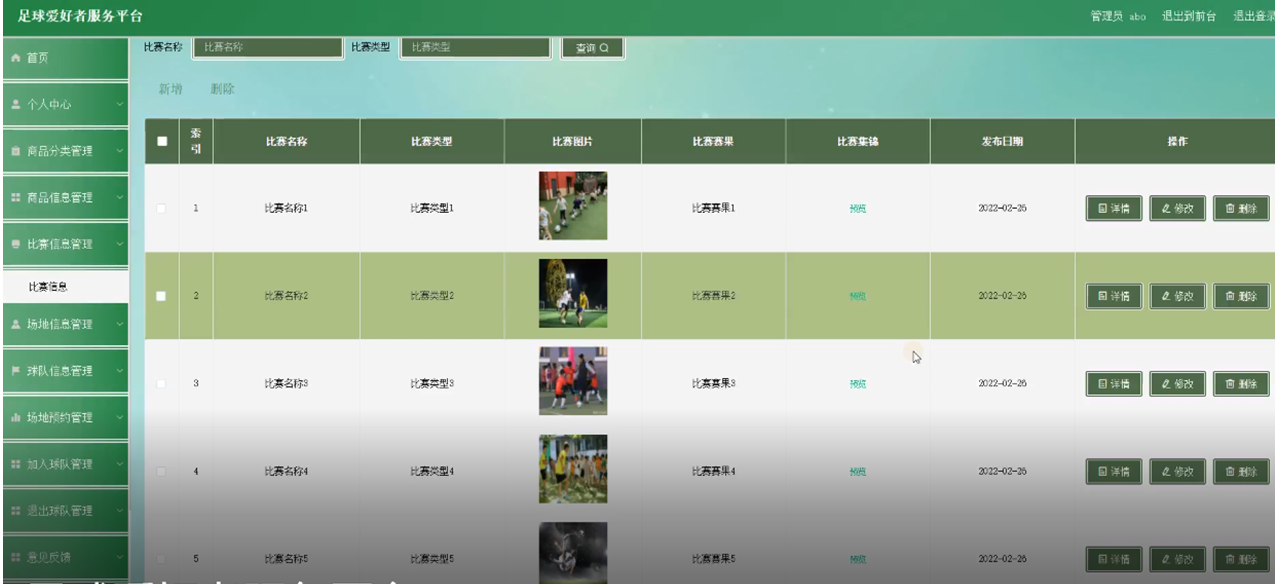 足球爱好者服务平台
管理员 abo 退出到前台 退出登录
首页
个人中心
商品分类管理
商品信息管理
比赛信息管理
比赛信息
场地信息管理
球队信息管理
场地预约管理
加入球队管理
退出球队管理
意见反馈
比赛名称 比赛名称 比赛类型 比赛类型 查询
新增 删除
索引 比赛名称 比赛类型 比赛图片 比赛赛果 比赛集锦 发布日期 操作
1 比赛名称1 比赛类型1 比赛赛果1 预览 2022-02-26 详情 修改 删除
2 比赛名称2 比赛类型2 比赛赛果2 预览 2022-02-26 详情 修改 删除
3 比赛名称3 比赛类型3 比赛赛果3 预览 2022-02-26 详情 修改 删除
4 比赛名称4 比赛类型4 比赛赛果4 预览 2022-02-26 详情 修改 删除
5 比赛名称5 比赛类型5 比赛赛果5 预览 2022-02-26 详情 修改 删除